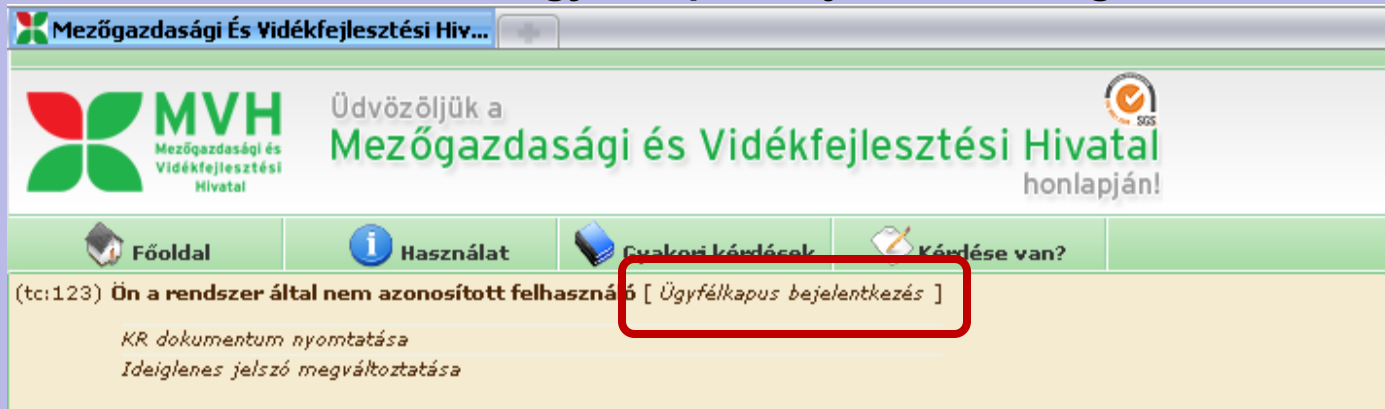 Mezőgazdasági És Vidékfejlesztési Hiv...
MVH
Mezőgazdasági és
Vidékfejlesztési
Hivatal
Üdvözöljük a
Mezőgazdasági és Vidékfejlesztési Hivatal
honlapján!
SGS
Főoldal
Használat
Gyakori kérdések
Kérdése van?
(tc:123) Ön a rendszer által nem azonosított felhasználó [ Ügyfélkapus bejelentkezés ]
KR dokumentum nyomtatása
Ideiglenes jelszó megváltoztatása